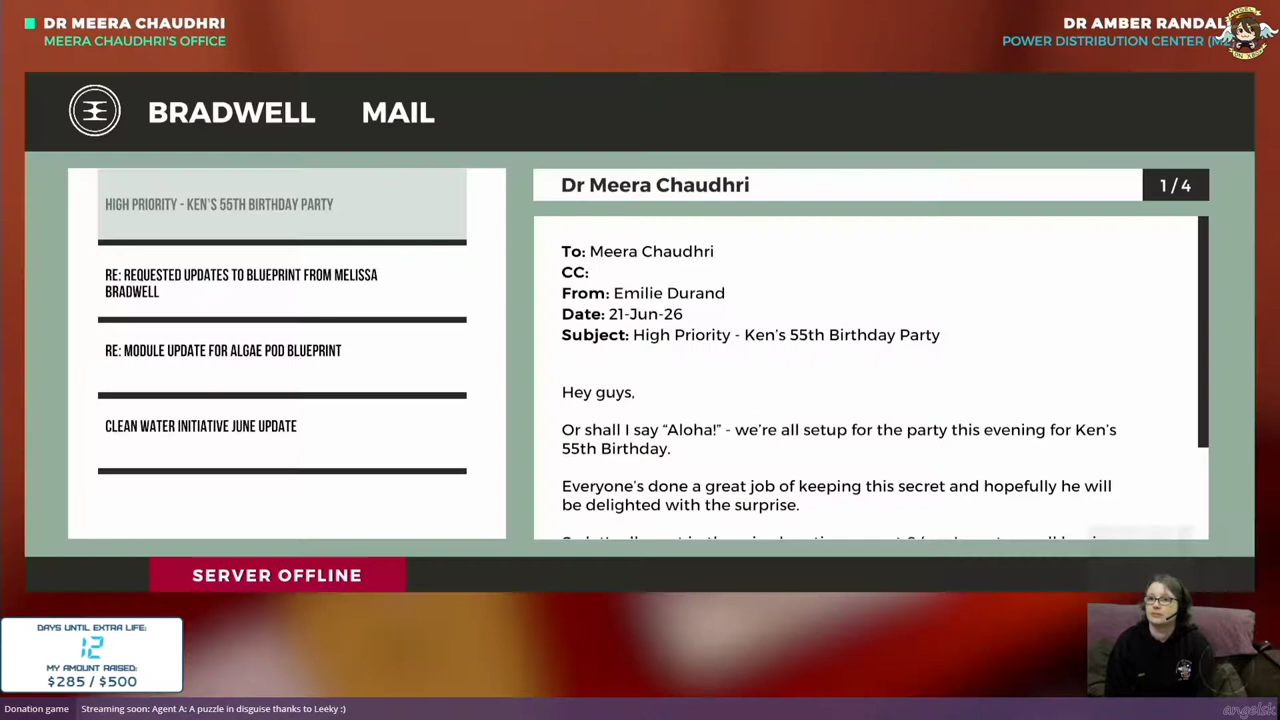 DR MEERA CHAUDHRI
MEERA CHAUDHRI'S OFFICE
DR AMBER RANDAL
POWER DISTRIBUTION CENTER
ANGEL
ON XBOX
BRADWELL MAIL
HIGH PRIORITY - KEN'S 55TH BIRTHDAY PARTY
RE: REQUESTED UPDATES TO BLUEPRINT FROM MELISSA
BRADWELL
RE: MODULE UPDATE FOR ALGAE POD BLUEPRINT
CLEAN WATER INITIATIVE JUNE UPDATE
Dr Meera Chaudhri
1 / 4
To: Meera Chaudhri
CC:
From: Emilie Durand
Date: 21-Jun-26
Subject: High Priority - Ken's 55th Birthday Party
Hey guys,
Or shall I say “Aloha!” - we're all setup for the party this evening for Ken's
55th Birthday.
Everyone's done a great job of keeping this secret and hopefully he will
be delighted with the surprise.
SERVER OFFLINE
DAYS UNTIL EXTRA LIFE:
12
MY AMOUNT RAISED:
$285 / $500
Donation game
Streaming soon: Agent A: A puzzle in disguise thanks to Leeky :)
angelsk